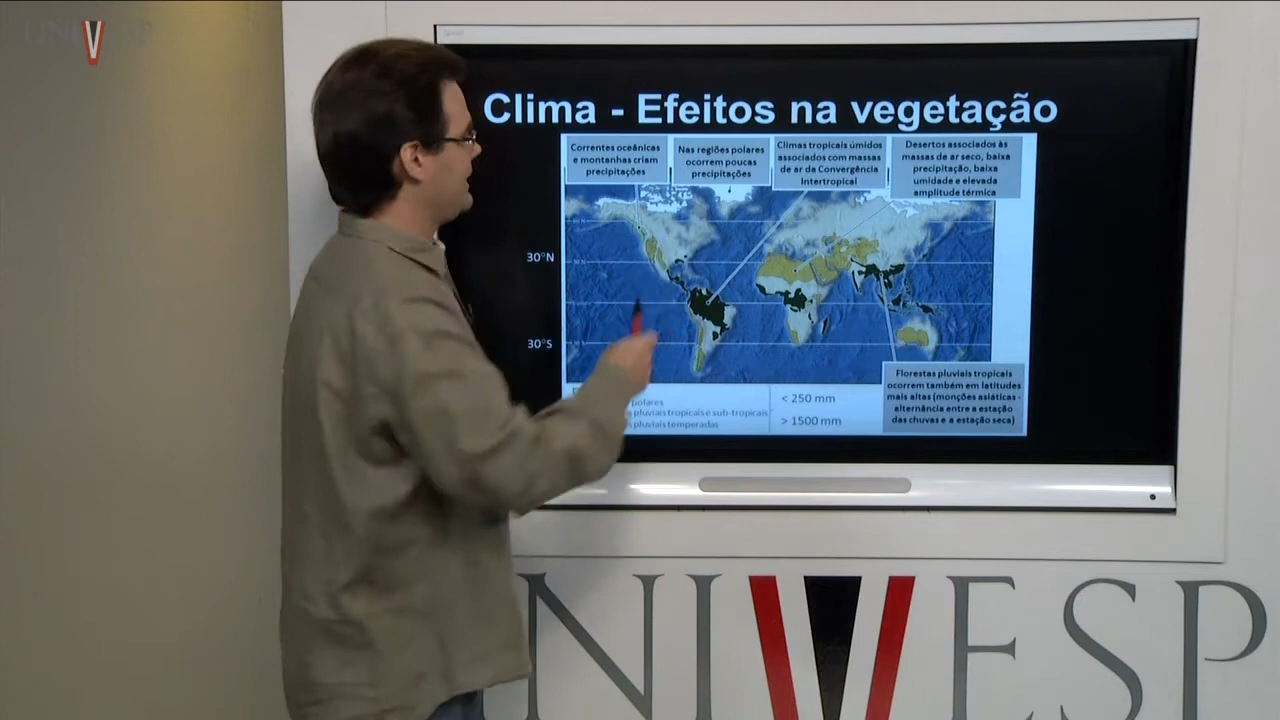 UNIVESP
Clima - Efeitos na vegetação
Correntes oceânicas
e montanhas criam
precipitações
Nas regiões polares
ocorrem poucas
precipitações
Climas tropicais úmidos
associados com massas
de ar da Convergência
Intertropical
Desertos associados às
massas de ar seco, baixa
precipitação, baixa
umidade e elevada
amplitude térmica
30°N
30°S
polares
pluviais tropicais e sub-tropicais
pluviais temperadas
< 250 mm
> 1500 mm
Florestas pluviais tropicais
ocorrem também em latitudes
mais altas (monções asiáticas -
alternância entre a estação
das chuvas e a estação seca)
NIVESP